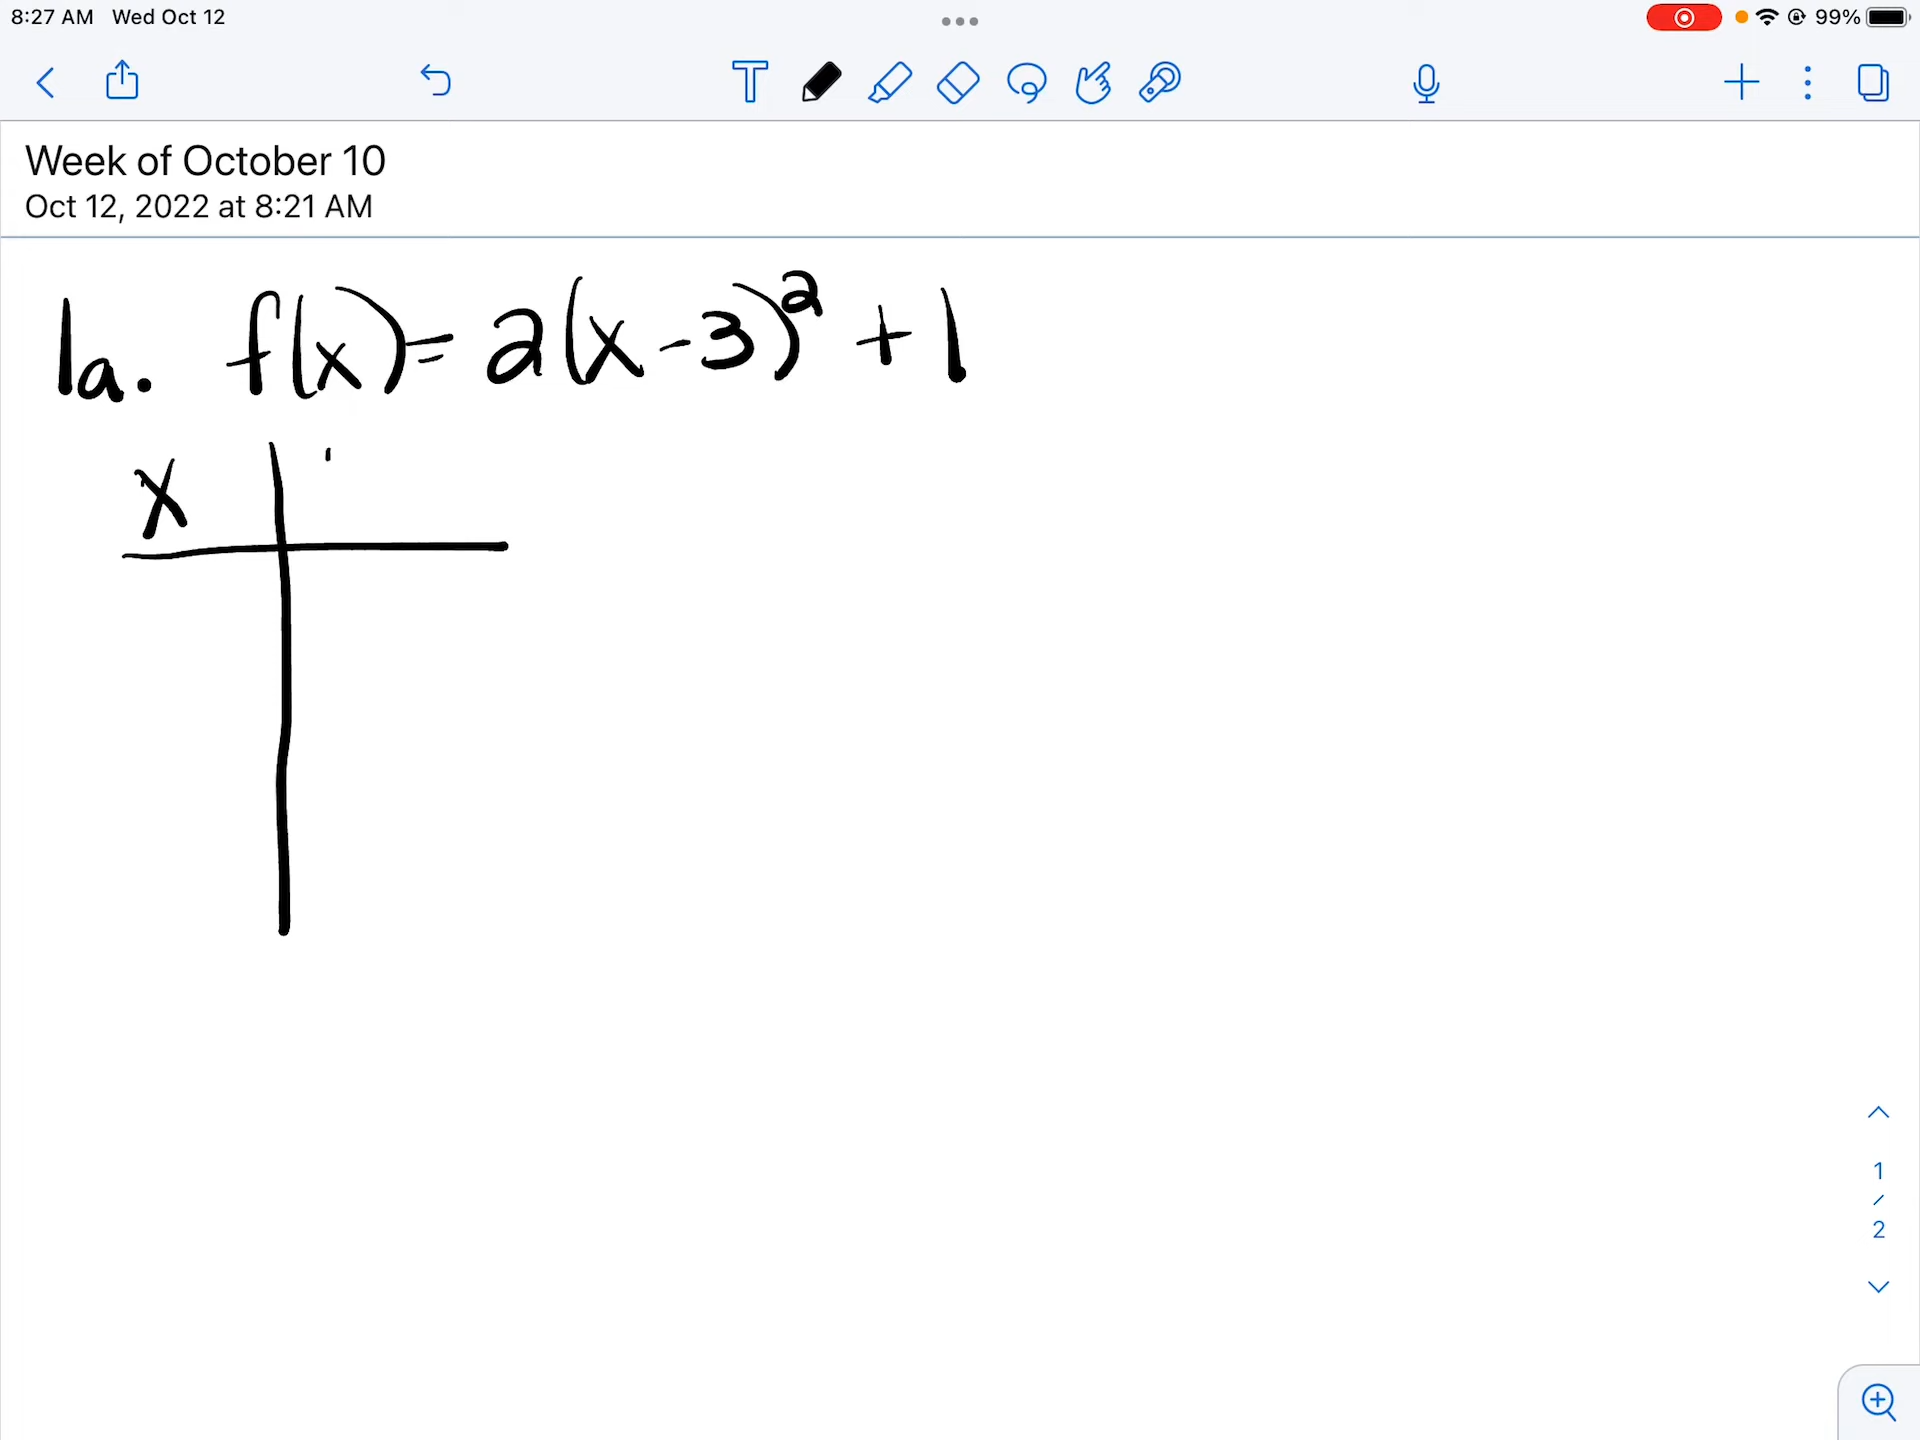 8:27 AM Wed Oct 12
99%
T
Week of October 10
Oct 12, 2022 at 8:21 AM
1a. f(x) = 2(x-3)² + 1
x
1
/
2